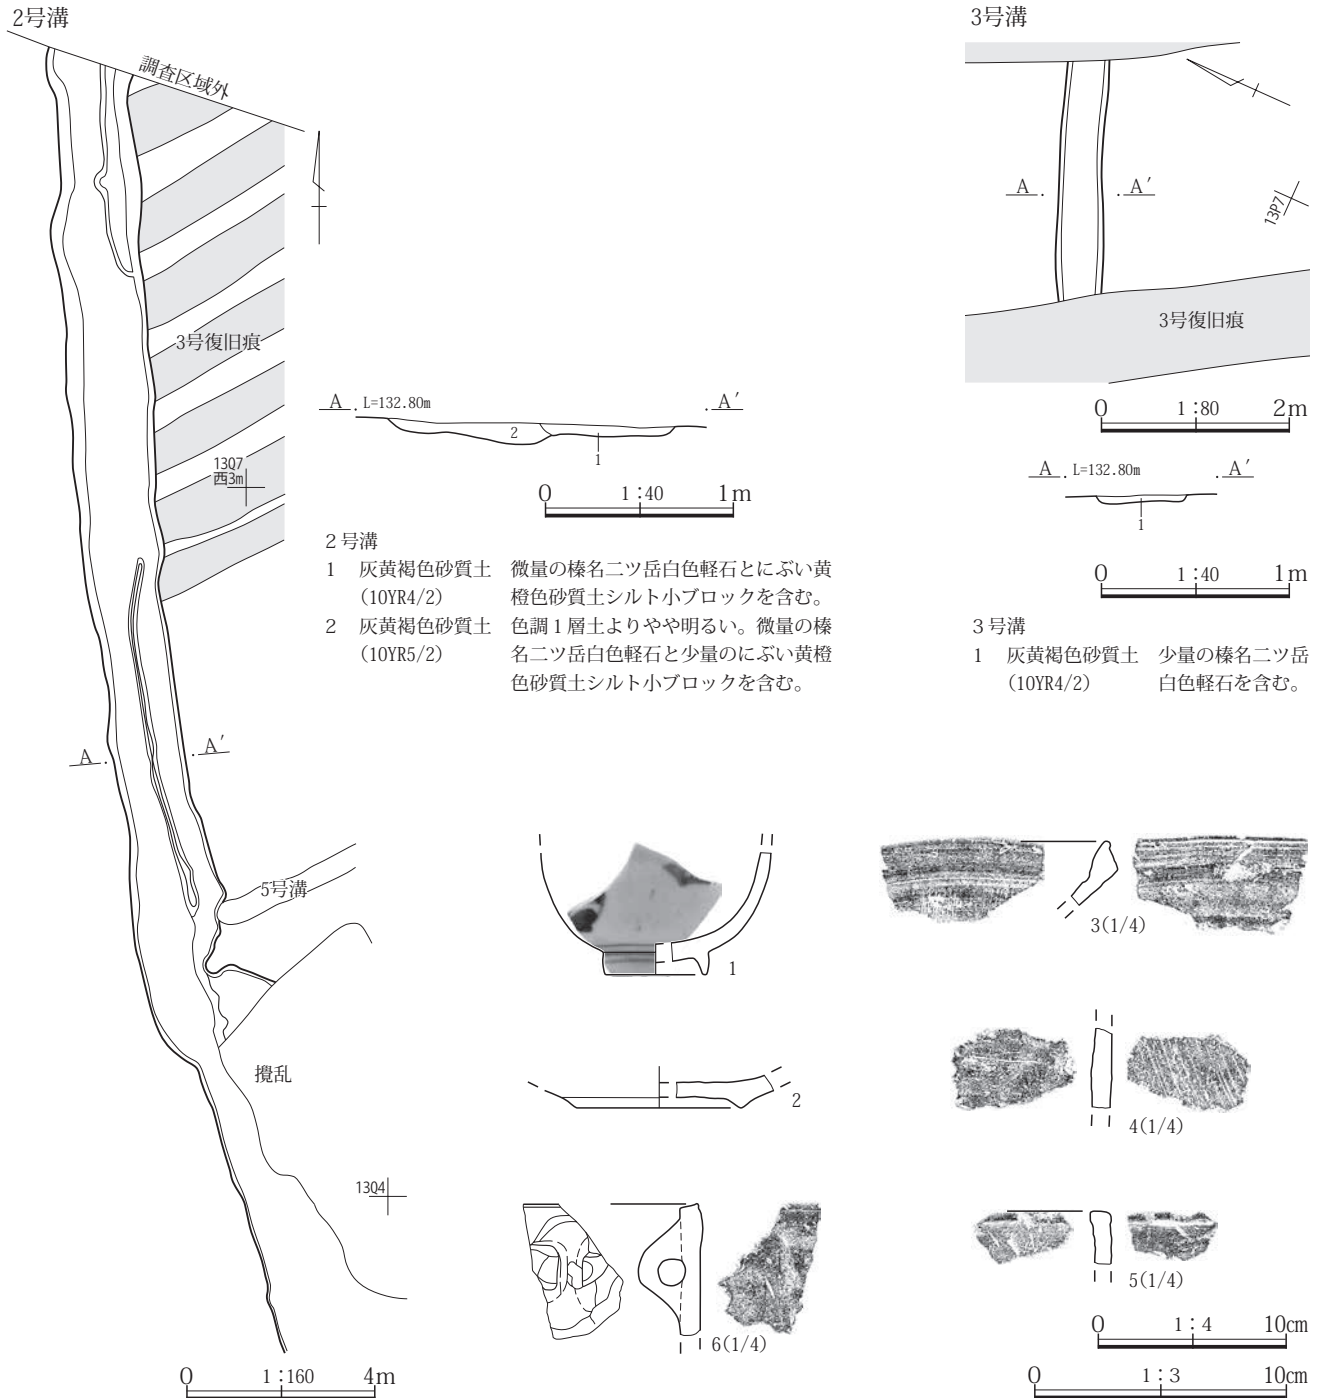 2号溝
調査区域外
3号復旧痕
13Q7
西3m
A
A′
5号溝
攪乱
13Q4
0 1：160 4m
A L=132.80m A′
2
1
0 1：40 1m
２号溝
1 灰黄褐色砂質土 微量の榛名二ツ岳白色軽石とにぶい黄
(10YR4/2) 橙色砂質土シルト小ブロックを含む。
2 灰黄褐色砂質土 色調１層土よりやや明るい。微量の榛
(10YR5/2) 名二ツ岳白色軽石と少量のにぶい黄橙
色砂質土シルト小ブロックを含む。
3号溝
A
A′
13P7
3号復旧痕
0 1：80 2m
A L=132.80m A′
1
0 1：40 1m
３号溝
1 灰黄褐色砂質土 少量の榛名二ツ岳
(10YR4/2) 白色軽石を含む。
1
2
6(1/4)
3(1/4)
4(1/4)
5(1/4)
0 1：4 10cm
0 1：3 10cm